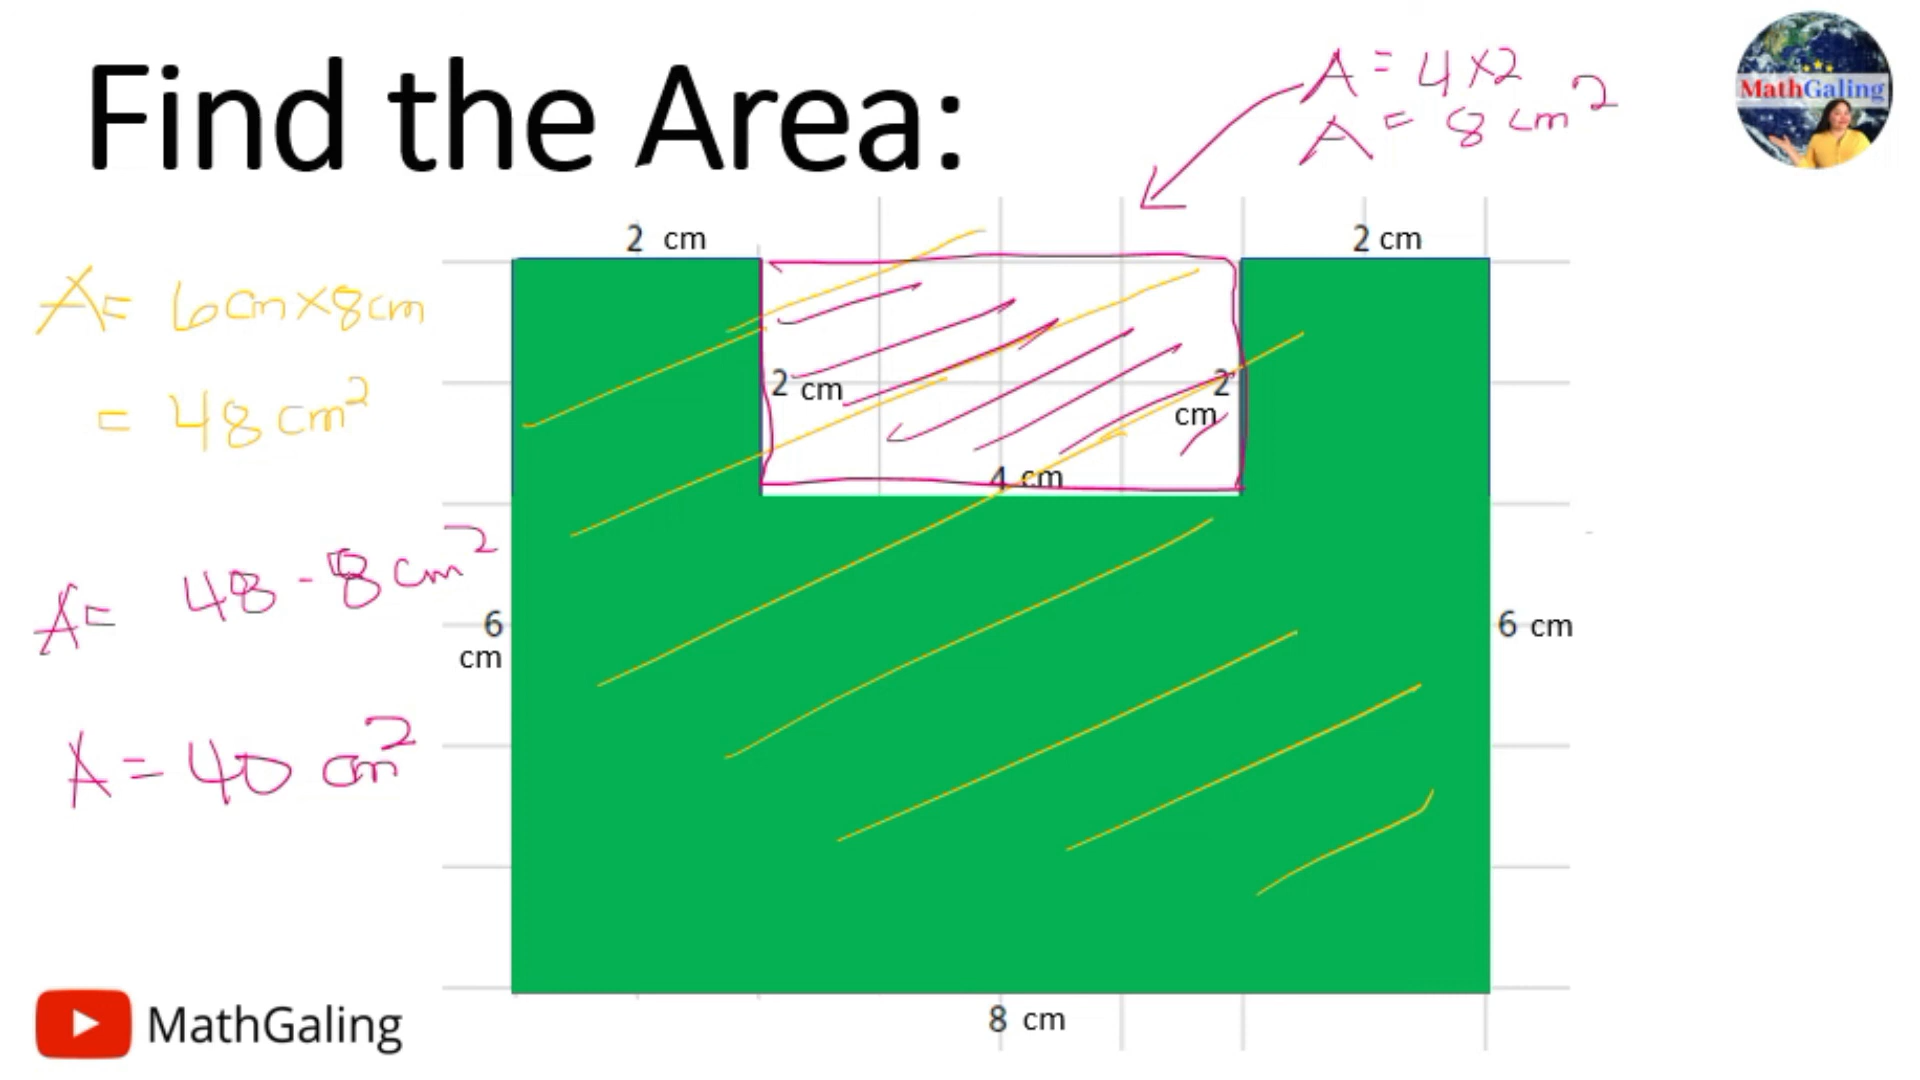 Find the Area:
A = 4 x 2
A = 8 cm²
MathGaling
2 cm
2 cm
A = 6cm x 8cm
= 48 cm²
2 cm
2
cm
4 cm
A = 48 - 8 cm²
6
cm
6 cm
A = 40 cm²
MathGaling
8 cm